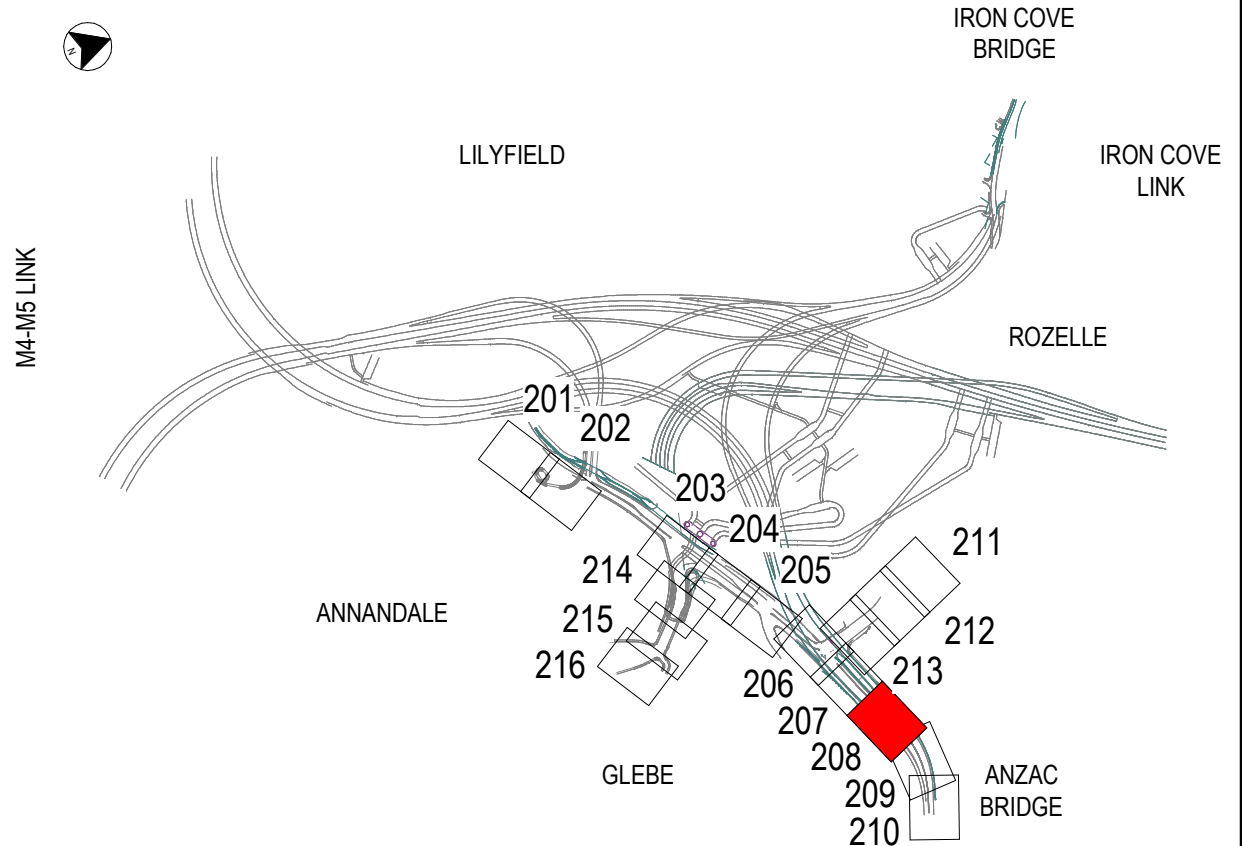 IRON COVE
BRIDGE
N
LILYFIELD
IRON COVE
LINK
M4-M5 LINK
ROZELLE
201
202
203
204
205
211
214
212
215
216
213
206
207
208
209
210
ANNANDALE
GLEBE
ANZAC
BRIDGE